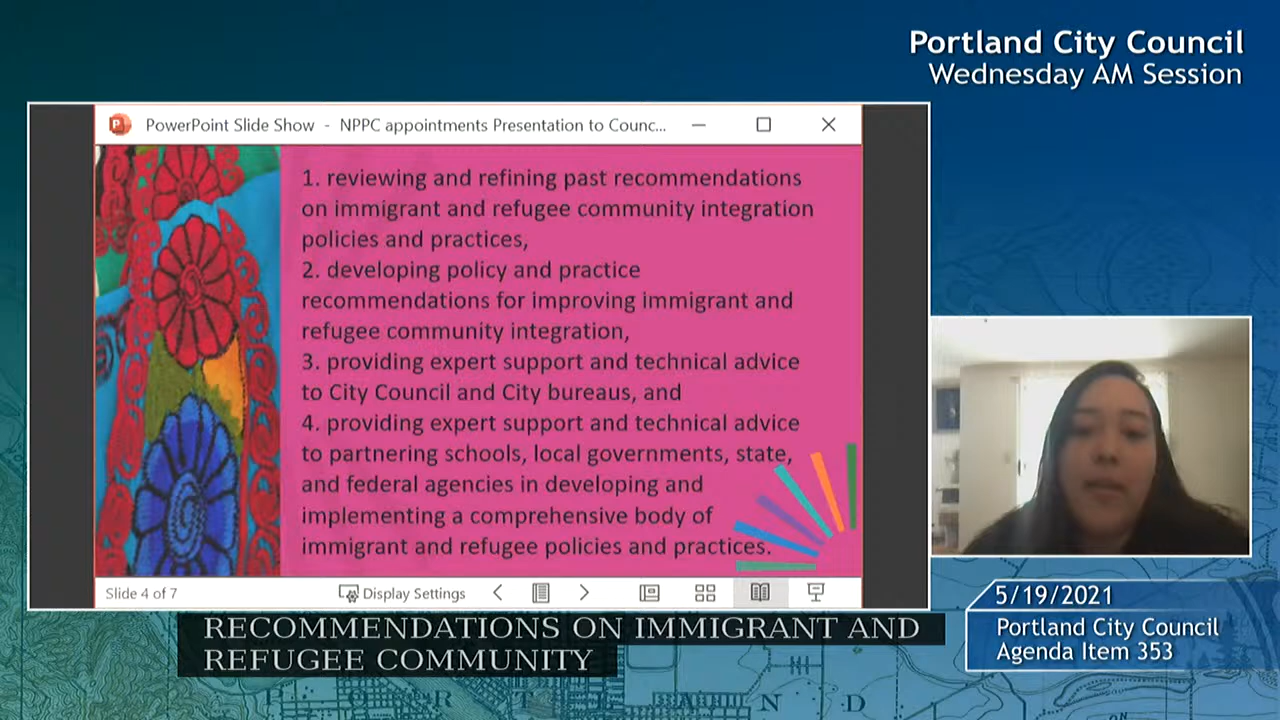 Portland City Council
Wednesday AM Session
PowerPoint Slide Show - NPPC appointments Presentation to Counc...
1. reviewing and refining past recommendations
on immigrant and refugee community integration
policies and practices,
2. developing policy and practice
recommendations for improving immigrant and
refugee community integration,
3. providing expert support and technical advice
to City Council and City bureaus, and
4. providing expert support and technical advice
to partnering schools, local governments, state,
and federal agencies in developing and
implementing a comprehensive body of
immigrant and refugee policies and practices.
Slide 4 of 7
Display Settings
5/19/2021
Portland City Council
Agenda Item 353
RECOMMENDATIONS ON IMMIGRANT AND
REFUGEE COMMUNITY
P O R T L A N D